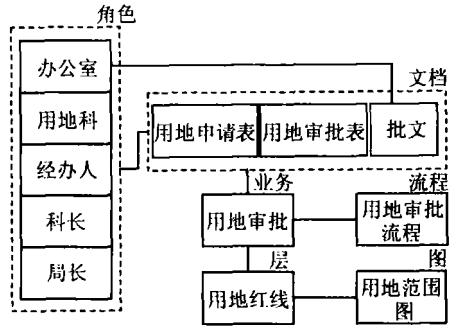 角色
办公室
用地科
经办人
科长
局长
文档
用地申请表
用地审批表
批文
业务
流程
用地审批
用地审批
流程
层
图
用地红线
用地范围
图